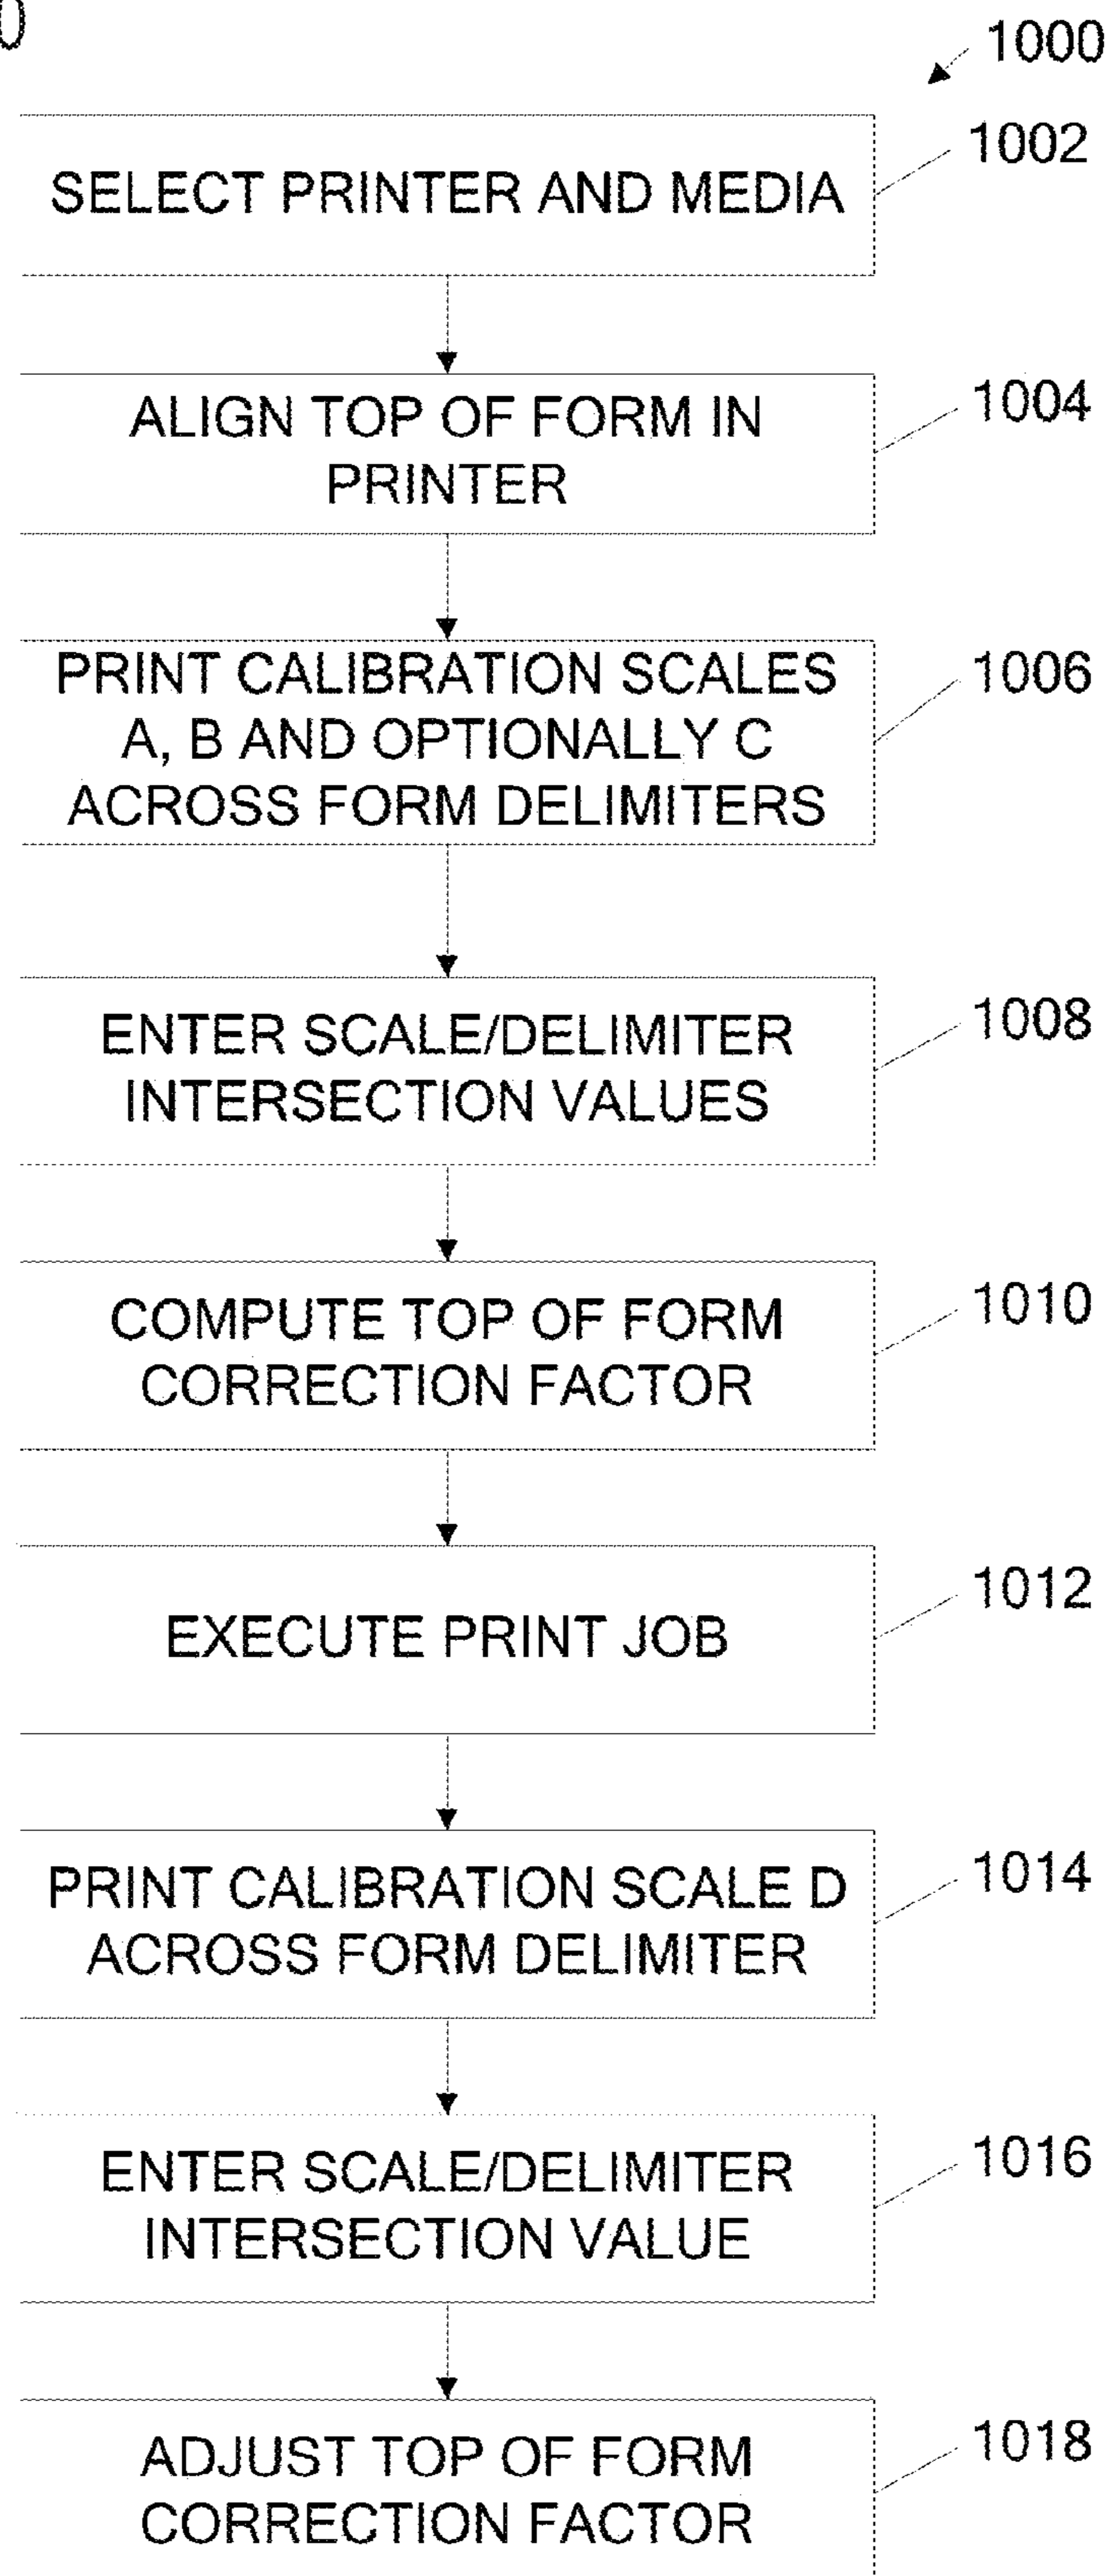 0
1000
SELECT PRINTER AND MEDIA
1002
ALIGN TOP OF FORM IN
PRINTER
1004
PRINT CALIBRATION SCALES
A, B AND OPTIONALLY C
ACROSS FORM DELIMITERS
1006
ENTER SCALE/DELIMITER
INTERSECTION VALUES
1008
COMPUTE TOP OF FORM
CORRECTION FACTOR
1010
EXECUTE PRINT JOB
1012
PRINT CALIBRATION SCALE D
ACROSS FORM DELIMITER
1014
ENTER SCALE/DELIMITER
INTERSECTION VALUE
1016
ADJUST TOP OF FORM
CORRECTION FACTOR
1018